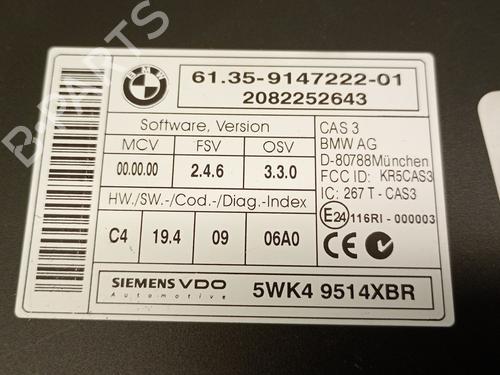 B-PARTS
BMW
61.35-9147222-01
2082252643
Software, Version
MCV FSV OSV
00.00.00 2.4.6 3.3.0
HW./SW.-/Cod.-/Diag.-Index
C4 19.4 09 06A0
CAS 3
BMW AG
D-80788München
FCC ID: KR5CAS3
IC: 267 T - CAS3
E24 116RI - 000003
CE
SIEMENS VDO
Automotive
5WK4 9514XBR